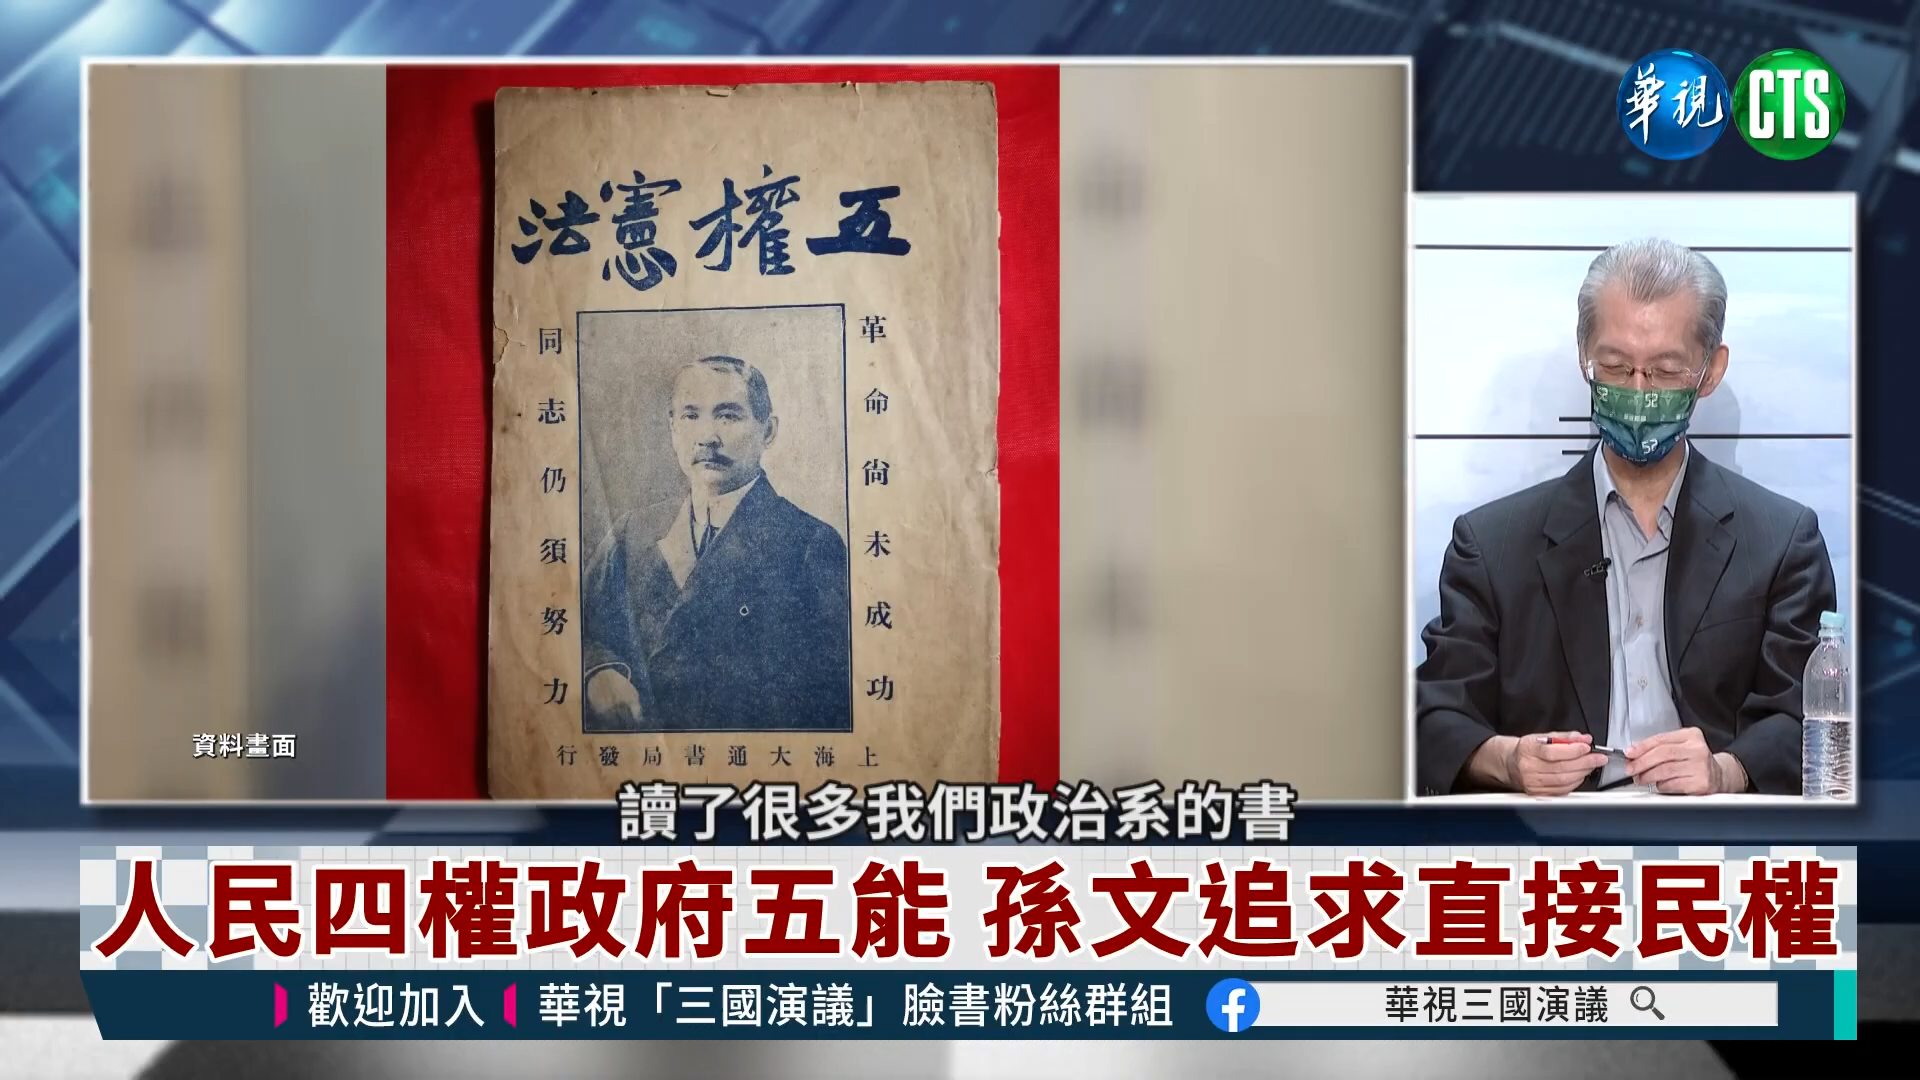 華視 CTS
五權憲法
革命尚未成功
同志仍須努力
上海大通書局發行
52
52
52
資料畫面
讀了很多我們政治系的書
人民四權政府五能 孫文追求直接民權
歡迎加入 華視「三國演議」臉書粉絲群組
華視三國演議